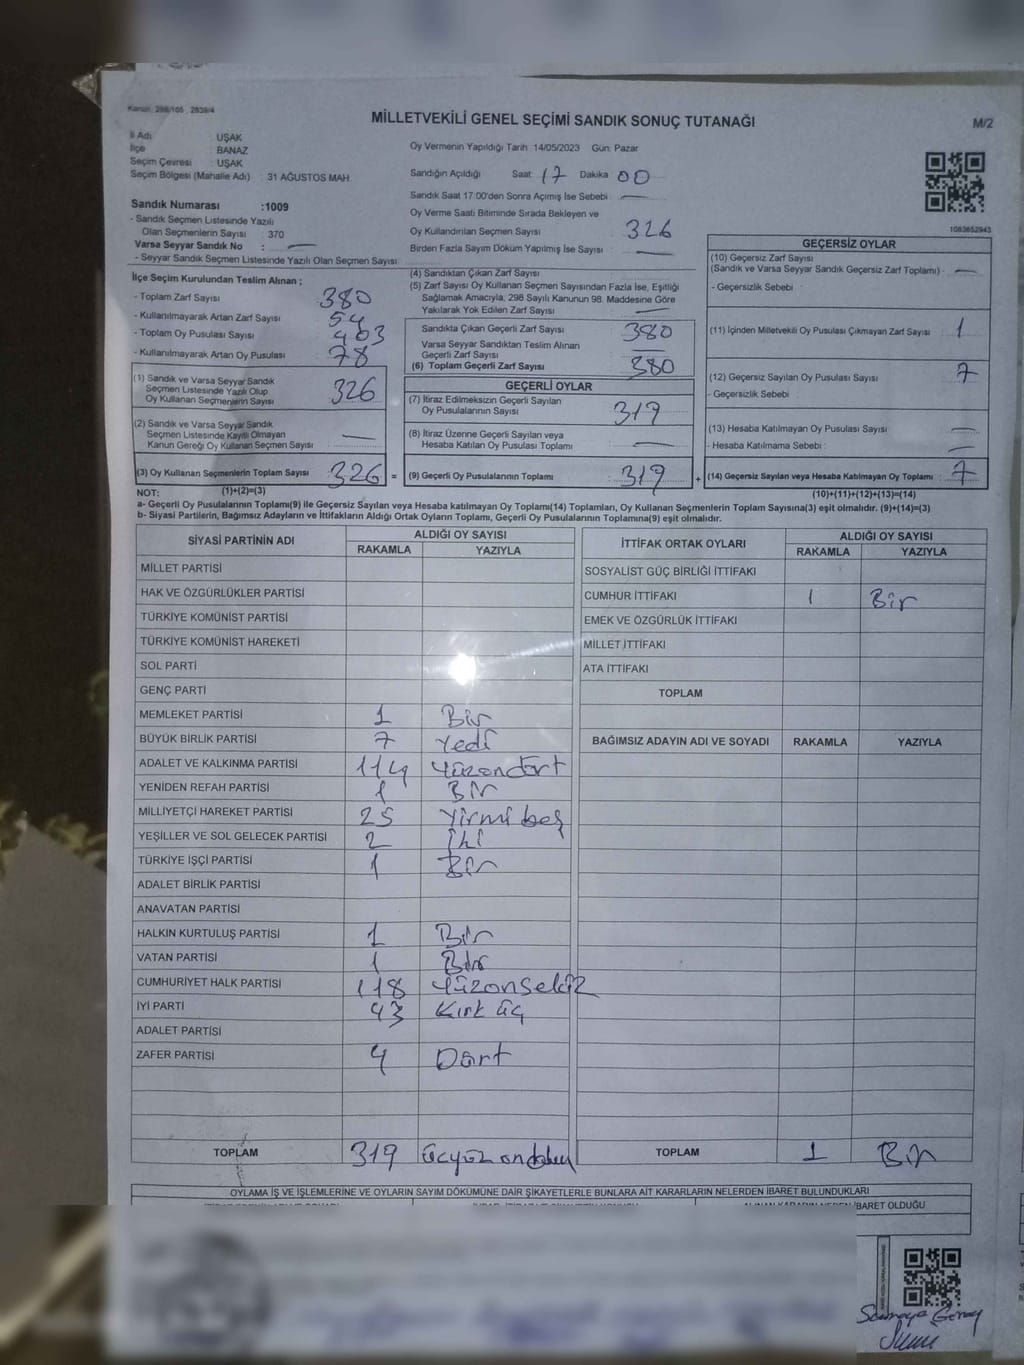 Kanun: 298/105 , 2839/4
MİLLETVEKİLİ GENEL SEÇİMİ SANDIK SONUÇ TUTANAĞI
M/2
İl Adı : UŞAK
İlçe : BANAZ
Seçim Çevresi : UŞAK
Seçim Bölgesi (Mahalle Adı) : 31 AĞUSTOS MAH.
Sandık Numarası : 1009
- Sandık Seçmen Listesinde Yazılı
Olan Seçmenlerin Sayısı : 370
Varsa Seyyar Sandık No : —
- Seyyar Sandık Seçmen Listesinde Yazılı Olan Seçmen Sayısı:
Oy Vermenin Yapıldığı Tarih: 14/05/2023 Gün: Pazar
Sandığın Açıldığı Saat 17 Dakika 00
Sandık Saat 17:00'den Sonra Açılmış İse Sebebi : —
Oy Verme Saati Bitiminde Sırada Bekleyen ve
Oy Kullandırılan Seçmen Sayısı 326
Birden Fazla Sayım Döküm Yapılmış İse Sayısı : —
1083652943
İlçe Seçim Kurulundan Teslim Alınan ;
- Toplam Zarf Sayısı 380
- Kullanılmayarak Artan Zarf Sayısı 54
- Toplam Oy Pusulası Sayısı 403
- Kullanılmayarak Artan Oy Pusulası 78
(1) Sandık ve Varsa Seyyar Sandık
Seçmen Listesinde Yazılı Olup
Oy Kullanan Seçmenlerin Sayısı 326
(2) Sandık ve Varsa Seyyar Sandık
Seçmen Listesinde Kayıtlı Olmayan
Kanun Gereği Oy Kullanan Seçmen Sayısı —
(3) Oy Kullanan Seçmenlerin Toplam Sayısı 326 =
(1)+(2)=(3)
(4) Sandıktan Çıkan Zarf Sayısı
(5) Zarf Sayısı Oy Kullanan Seçmen Sayısından Fazla İse, Eşitliği
Sağlamak Amacıyla, 298 Sayılı Kanunun 98. Maddesine Göre
Yakılarak Yok Edilen Zarf Sayısı —
Sandıkta Çıkan Geçerli Zarf Sayısı 380
Varsa Seyyar Sandıktan Teslim Alınan
Geçerli Zarf Sayısı —
(6) Toplam Geçerli Zarf Sayısı 380
GEÇERLİ OYLAR
(7) İtiraz Edilmeksizin Geçerli Sayılan
Oy Pusulalarının Sayısı 319
(8) İtiraz Üzerine Geçerli Sayılan veya
Hesaba Katılan Oy Pusulası Toplamı —
(9) Geçerli Oy Pusulalarının Toplamı 319 +
GEÇERSİZ OYLAR
(10) Geçersiz Zarf Sayısı
(Sandık ve Varsa Seyyar Sandık Geçersiz Zarf Toplamı) —
- Geçersizlik Sebebi :
(11) İçinden Milletvekili Oy Pusulası Çıkmayan Zarf Sayısı 1
(12) Geçersiz Sayılan Oy Pusulası Sayısı 7
- Geçersizlik Sebebi :
(13) Hesaba Katılmayan Oy Pusulası Sayısı —
- Hesaba Katılmama Sebebi : —
(14) Geçersiz Sayılan veya Hesaba Katılmayan Oy Toplamı 7
(10)+(11)+(12)+(13)=(14)
NOT:
a- Geçerli Oy Pusulalarının Toplamı(9) ile Geçersiz Sayılan veya Hesaba katılmayan Oy Toplamı(14) Toplamları, Oy Kullanan Seçmenlerin Toplam Sayısına(3) eşit olmalıdır. (9)+(14)=(3)
b- Siyasi Partilerin, Bağımsız Adayların ve İttifakların Aldığı Ortak Oyların Toplamı, Geçerli Oy Pusulalarının Toplamına(9) eşit olmalıdır.
SİYASİ PARTİNİN ADI ALDIĞI OY SAYISI
RAKAMLA YAZIYLA
MİLLET PARTİSİ
HAK VE ÖZGÜRLÜKLER PARTİSİ
TÜRKİYE KOMÜNİST PARTİSİ
TÜRKİYE KOMÜNİST HAREKETİ
SOL PARTİ
GENÇ PARTİ
MEMLEKET PARTİSİ 1 Bir
BÜYÜK BİRLİK PARTİSİ 7 Yedi
ADALET VE KALKINMA PARTİSİ 114 Yüzondört
YENİDEN REFAH PARTİSİ 1 Bir
MİLLİYETÇİ HAREKET PARTİSİ 25 Yirmi beş
YEŞİLLER VE SOL GELECEK PARTİSİ 2 İki
TÜRKİYE İŞÇİ PARTİSİ 1 Bir
ADALET BİRLİK PARTİSİ
ANAVATAN PARTİSİ
HALKIN KURTULUŞ PARTİSİ 1 Bir
VATAN PARTİSİ 1 Bir
CUMHURİYET HALK PARTİSİ 118 Yüzonsekiz
İYİ PARTİ 43 Kırk üç
ADALET PARTİSİ
ZAFER PARTİSİ 4 Dört
TOPLAM 319 Üçyüz ondokuz
İTTİFAK ORTAK OYLARI ALDIĞI OY SAYISI
RAKAMLA YAZIYLA
SOSYALİST GÜÇ BİRLİĞİ İTTİFAKI
CUMHUR İTTİFAKI 1 Bir
EMEK VE ÖZGÜRLÜK İTTİFAKI
MİLLET İTTİFAKI
ATA İTTİFAKI
TOPLAM
BAĞIMSIZ ADAYIN ADI VE SOYADI RAKAMLA YAZIYLA
TOPLAM 1 Bir
OYLAMA İŞ VE İŞLEMLERİNE VE OYLARIN SAYIM DÖKÜMÜNE DAİR ŞİKAYETLERLE BUNLARA AİT KARARLARIN NELERDEN İBARET BULUNDUKLARI
İBARET OLDUĞU